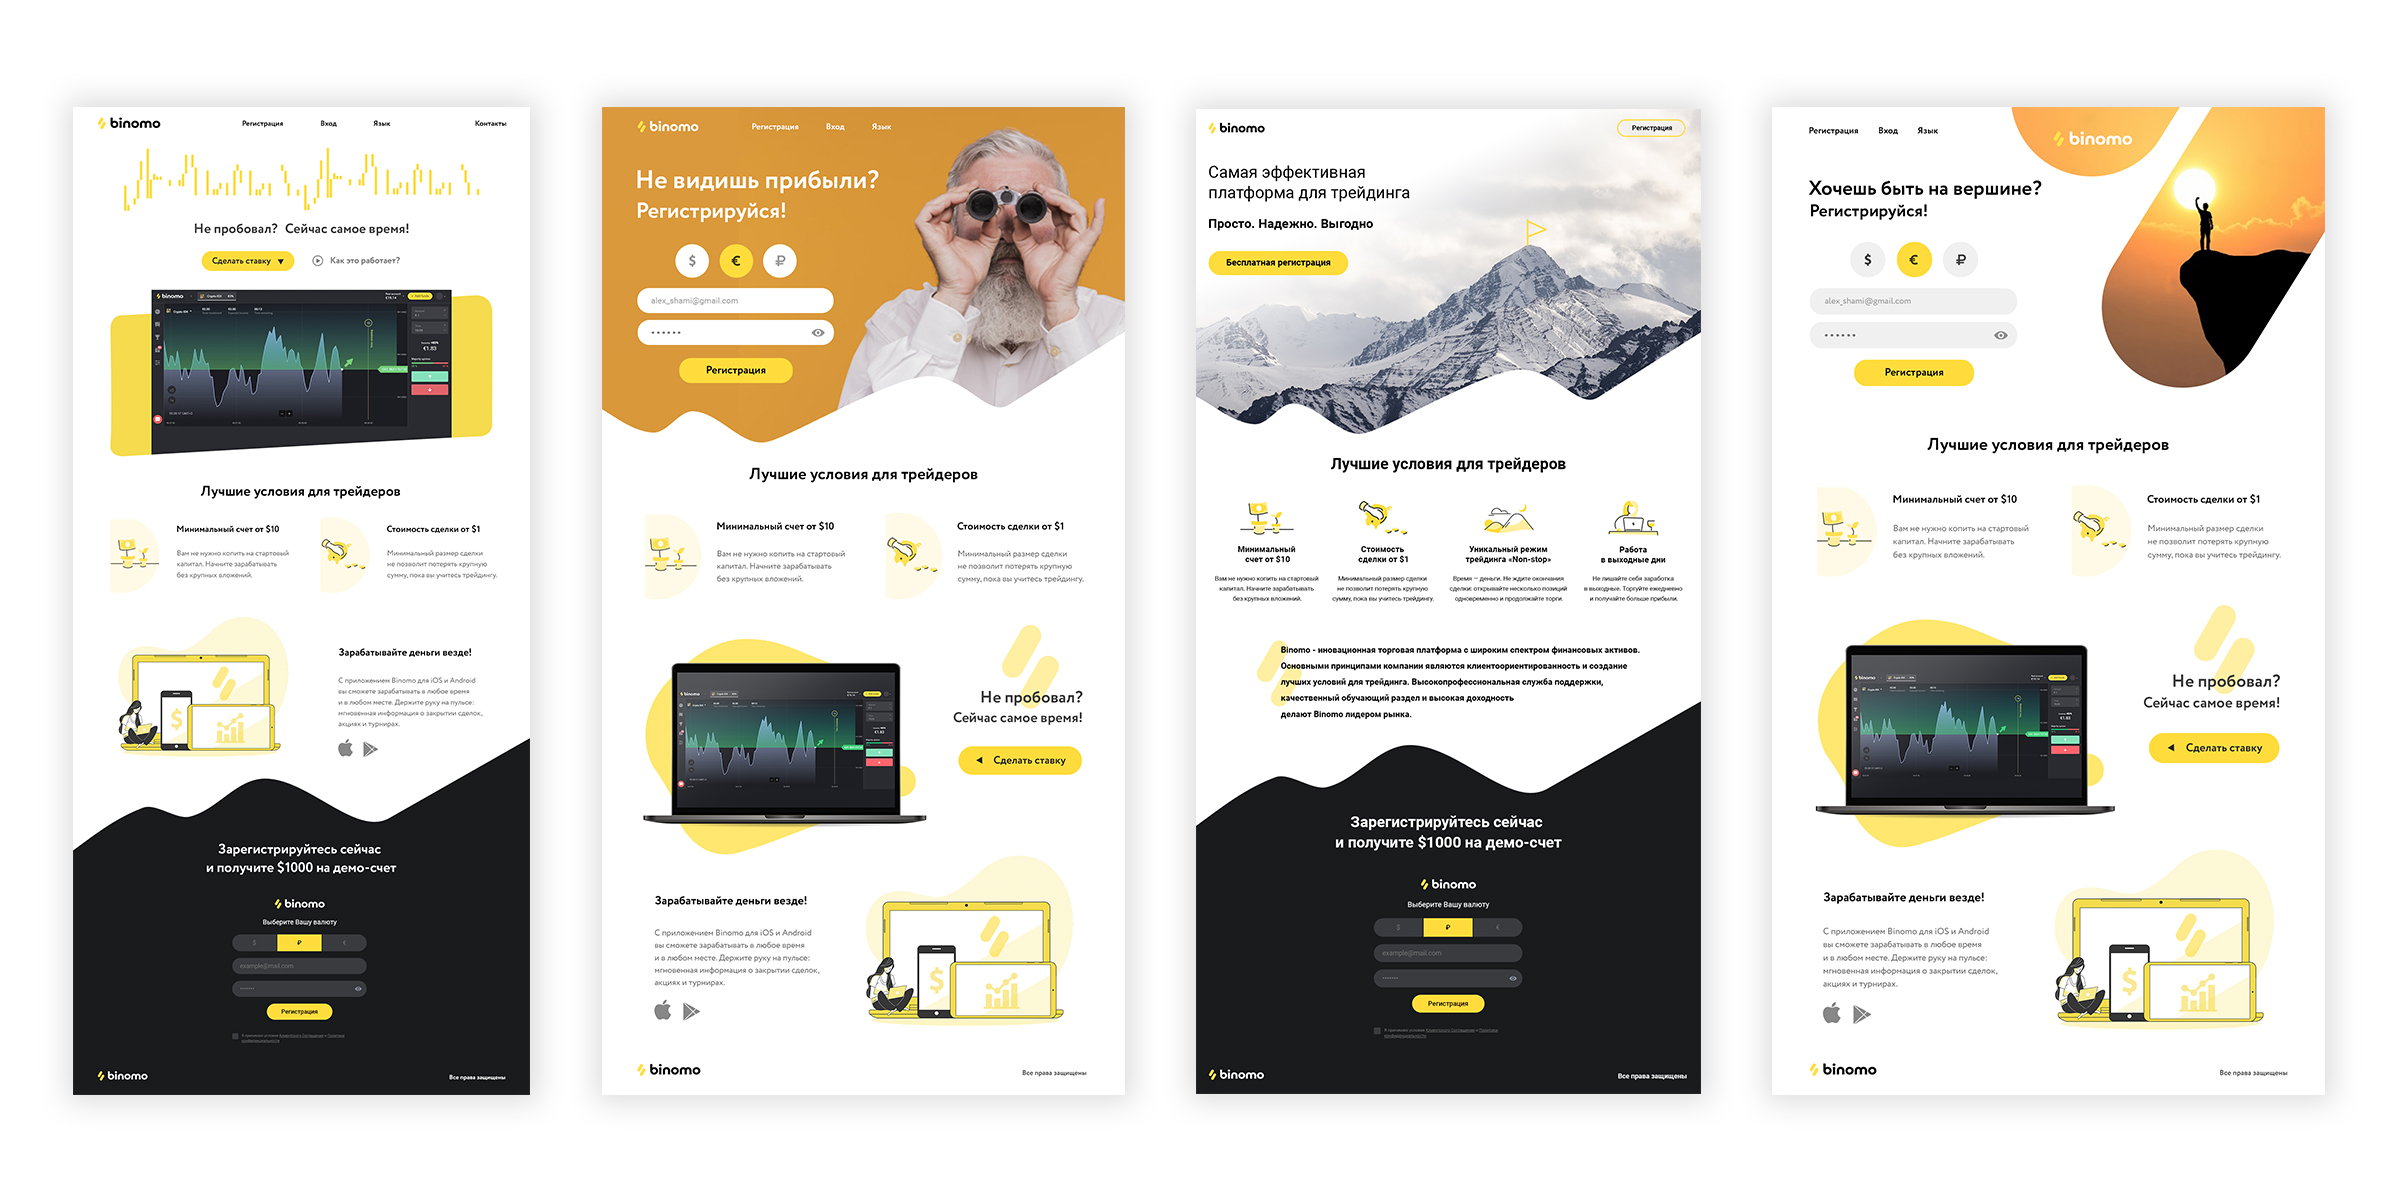 binomo
Регистрация
Вход
Язык
Контакты
Не пробовал? Сейчас самое время!
Сделать ставку
Как это работает?
binomo
Crypto IDX
Лучшие условия для трейдеров
Минимальный счет от $10
Вам не нужно копить на стартовый
капитал. Начните зарабатывать
без крупных вложений.
Стоимость сделки от $1
Минимальный размер сделки
не позволит потерять крупную
сумму, пока вы учитесь трейдингу.
Зарабатывайте деньги везде!
С приложением Binomo для iOS и Android
вы сможете зарабатывать в любое время
и в любом месте. Держите руку на пульсе:
мгновенная информация о закрытии сделок,
акциях и турнирах.
$
Зарегистрируйтесь сейчас
и получите $1000 на демо-счет
binomo
Выберите Вашу валюту
$ ₽ €
example@mail.com
Регистрация
binomo
Все права защищены
binomo
Регистрация
Вход
Язык
Не видишь прибыли?
Регистрируйся!
$ € ₽
alex_shami@gmail.com
Регистрация
Лучшие условия для трейдеров
Минимальный счет от $10
Вам не нужно копить на стартовый
капитал. Начните зарабатывать
без крупных вложений.
Стоимость сделки от $1
Минимальный размер сделки
не позволит потерять крупную
сумму, пока вы учитесь трейдингу.
binomo
Не пробовал?
Сейчас самое время!
Сделать ставку
Зарабатывайте деньги везде!
С приложением Binomo для iOS и Android
вы сможете зарабатывать в любое время
и в любом месте. Держите руку на пульсе:
мгновенная информация о закрытии сделок,
акциях и турнирах.
$
binomo
Все права защищены
binomo
Регистрация
Самая эффективная
платформа для трейдинга
Просто. Надежно. Выгодно
Бесплатная регистрация
Лучшие условия для трейдеров
Минимальный
счет от $10
Вам не нужно копить на стартовый
капитал. Начните зарабатывать
без крупных вложений.
Стоимость
сделки от $1
Минимальный размер сделки
не позволит потерять крупную
сумму, пока вы учитесь трейдингу.
Уникальный режим
трейдинга «Non-stop»
Время — деньги. Не ждите окончания
сделки: открывайте несколько позиций
одновременно и продолжайте торги.
Работа
в выходные дни
Не лишайте себя заработка
в выходные. Торгуйте ежедневно
и получайте больше прибыли.
Binomo - иновационная торговая платформа с широким спектром финансовых активов.
Основными принципами компании являются клиентоориентированность и создание
лучших условий для трейдинга. Высокопрофессиональная служба поддержки,
качественный обучающий раздел и высокая доходность
делают Binomo лидером рынка.
Зарегистрируйтесь сейчас
и получите $1000 на демо-счет
binomo
Выберите Вашу валюту
$ ₽ €
example@mail.com
Регистрация
binomo
Все права защищены
Регистрация
Вход
Язык
binomo
Хочешь быть на вершине?
Регистрируйся!
$ € ₽
alex_shami@gmail.com
Регистрация
Лучшие условия для трейдеров
Минимальный счет от $10
Вам не нужно копить на стартовый
капитал. Начните зарабатывать
без крупных вложений.
Стоимость сделки от $1
Минимальный размер сделки
не позволит потерять крупную
сумму, пока вы учитесь трейдингу.
binomo
Не пробовал?
Сейчас самое время!
Сделать ставку
Зарабатывайте деньги везде!
С приложением Binomo для iOS и Android
вы сможете зарабатывать в любое время
и в любом месте. Держите руку на пульсе:
мгновенная информация о закрытии сделок,
акциях и турнирах.
$
binomo
Все права защищены